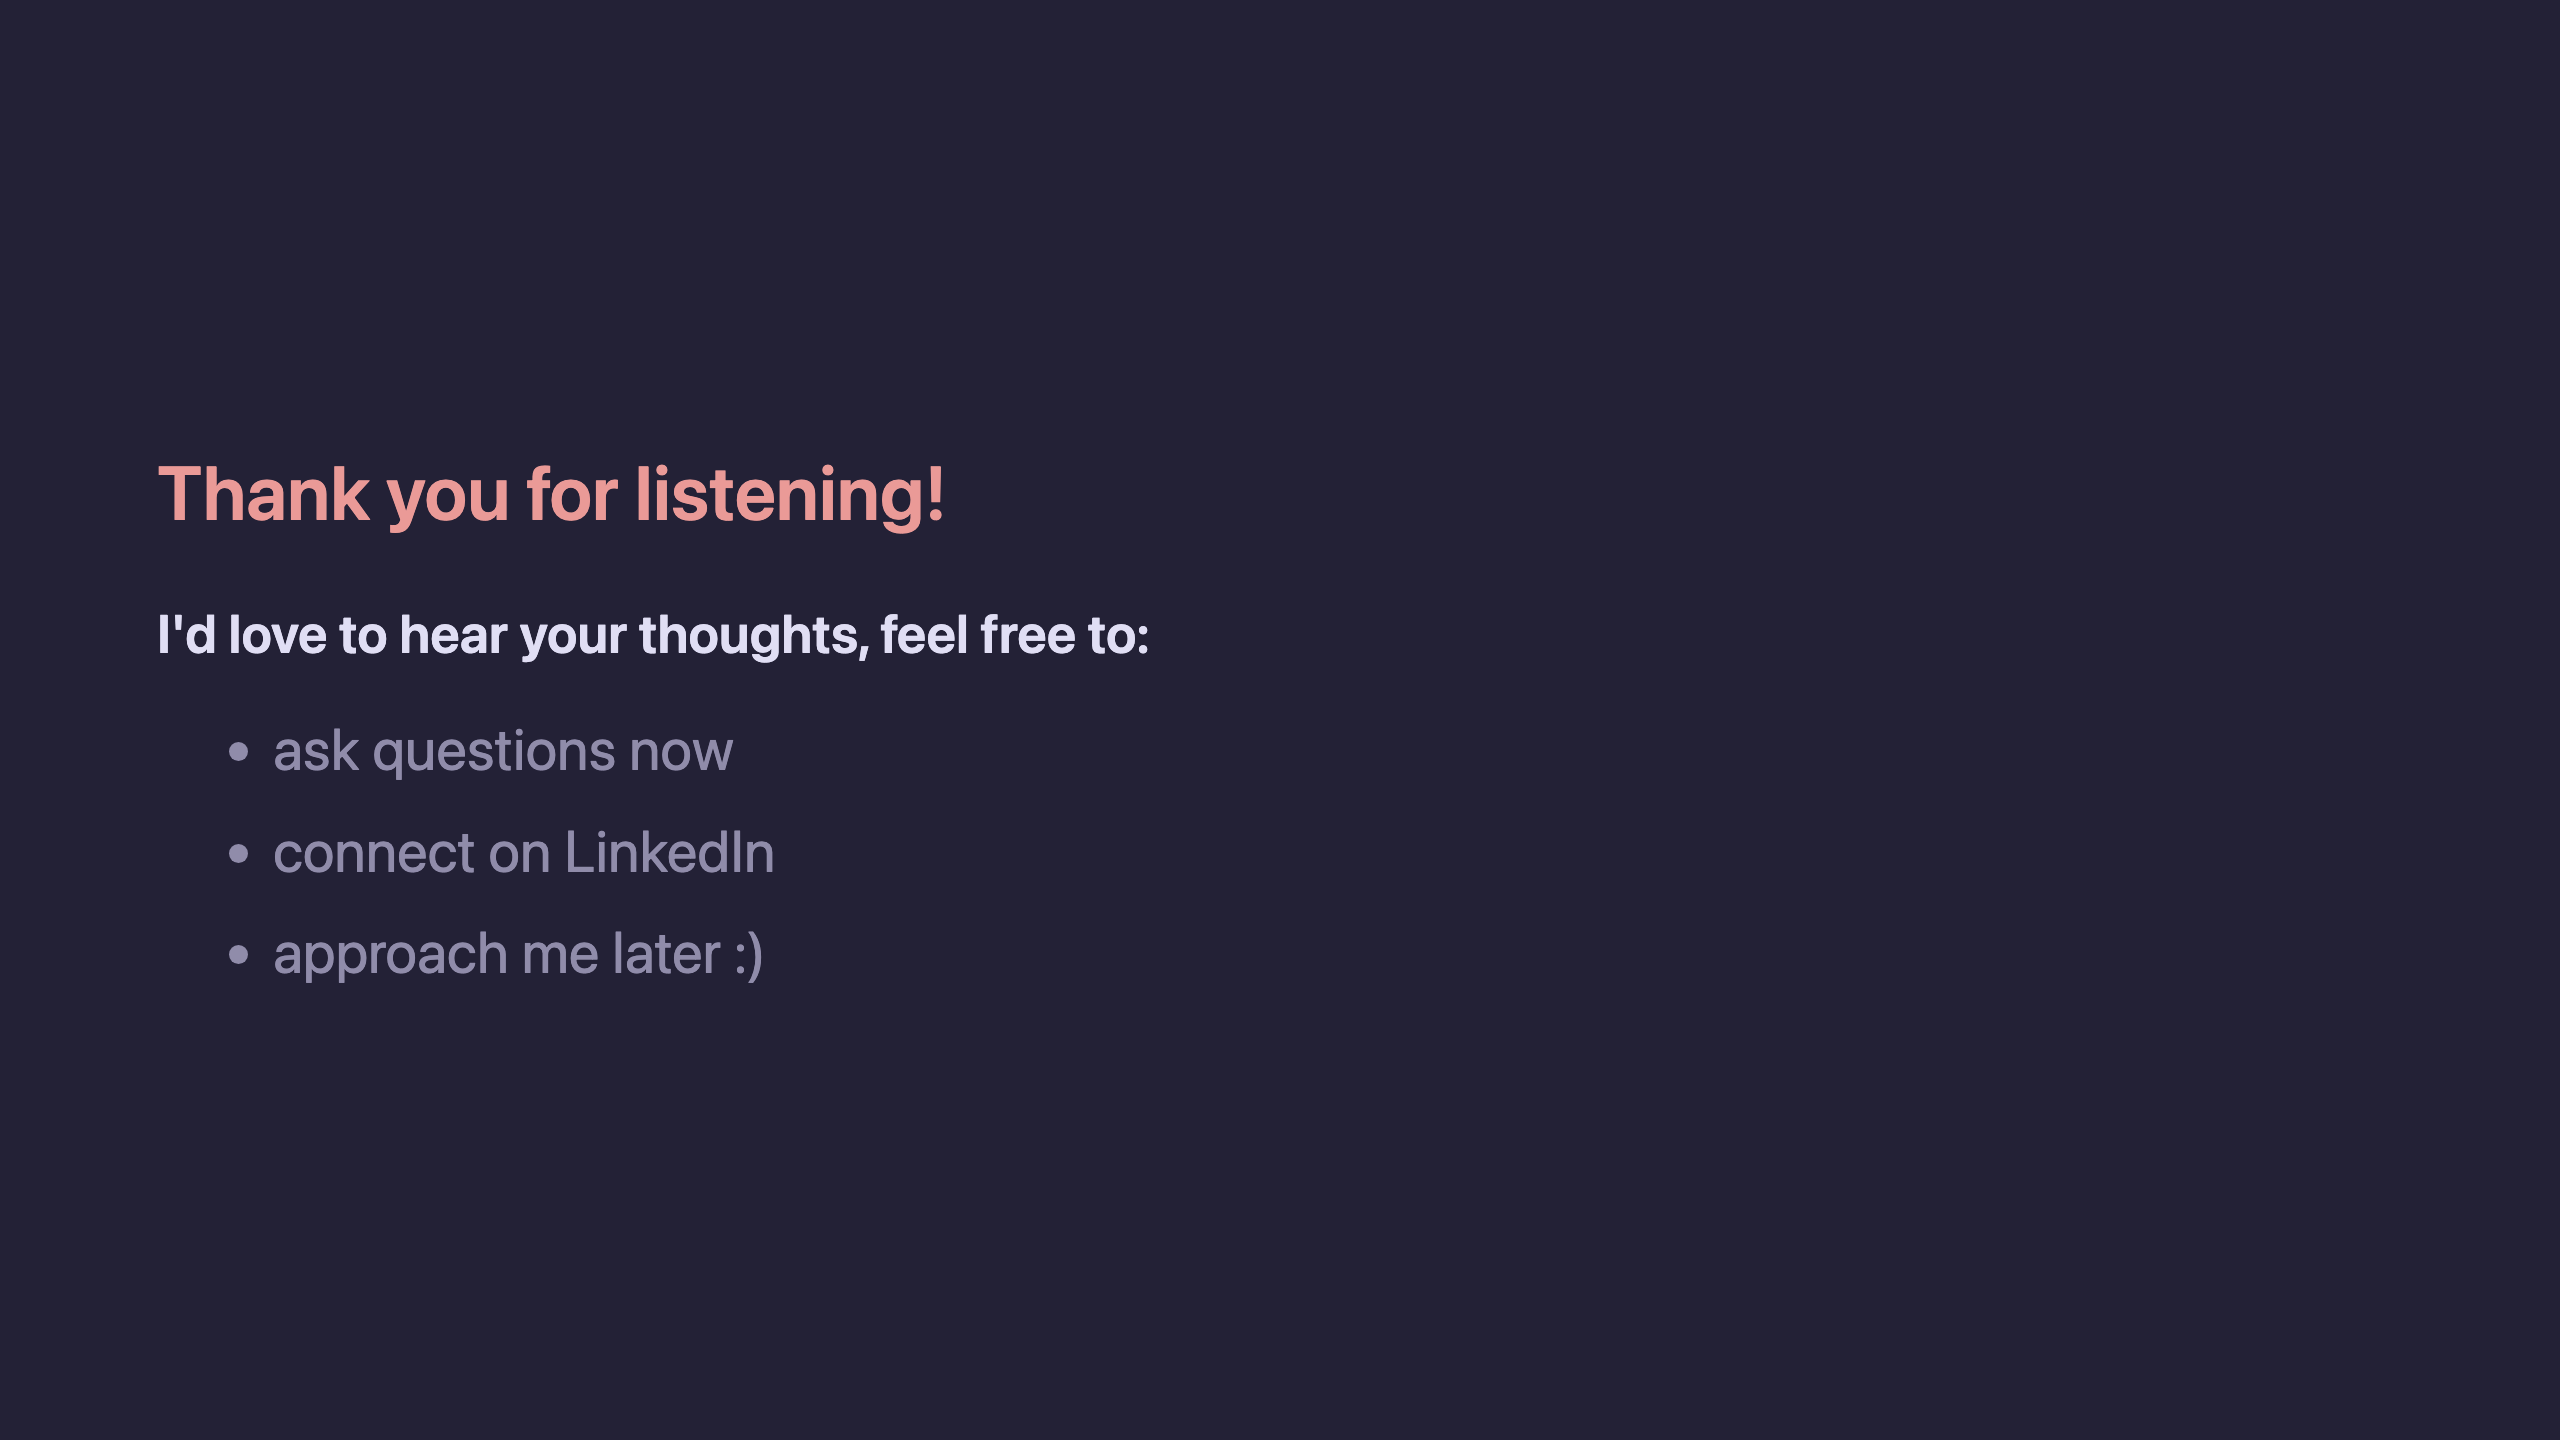 Thank you for listening!
I'd love to hear your thoughts, feel free to:
• ask questions now
• connect on LinkedIn
• approach me later :)